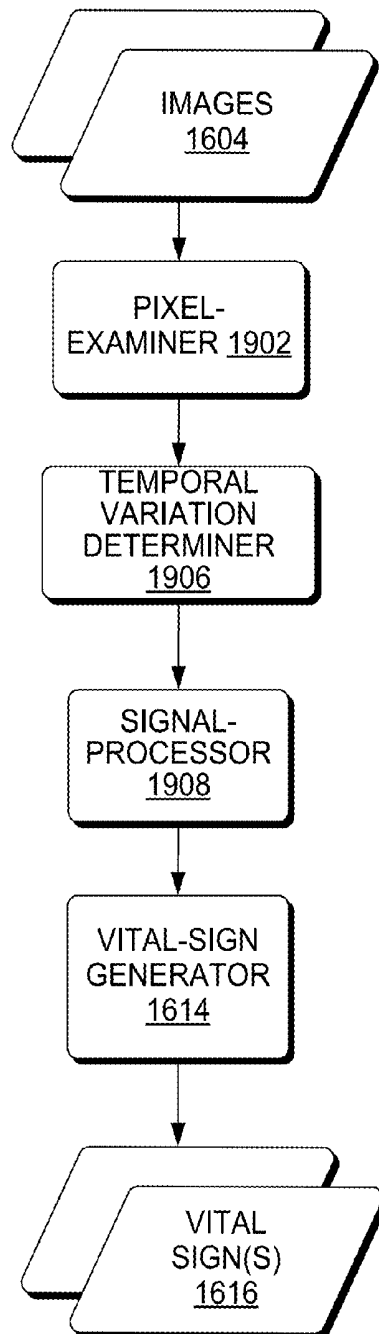 IMAGES
1604
PIXEL-
EXAMINER 1902
TEMPORAL
VARIATION
DETERMINER
1906
SIGNAL-
PROCESSOR
1908
VITAL-SIGN
GENERATOR
1614
VITAL
SIGN(S)
1616